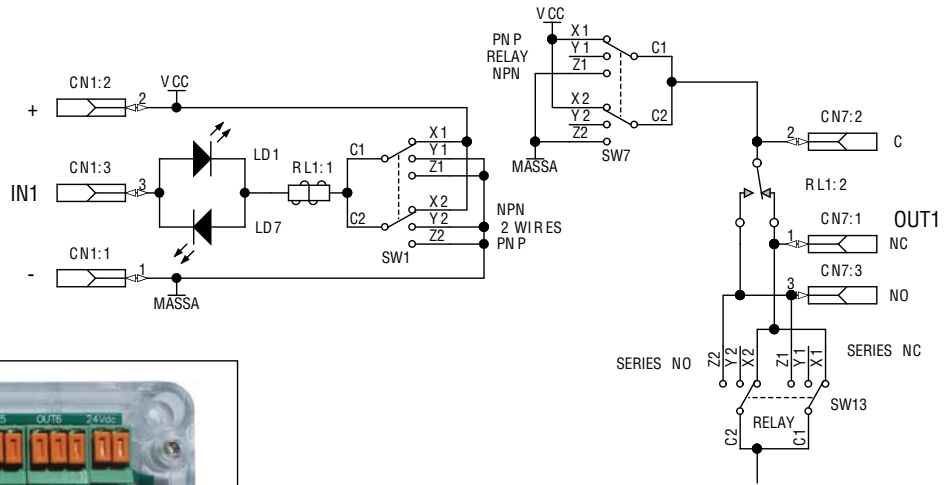 CN1:2
VCC
+
2
CN1:3
IN1
3
LD1
LD7
RL1:1
C1
C2
X1
Y1
Z1
X2
Y2
Z2
SW1
NPN
2 WIRES
PNP
CN1:1
-
1
MASSA
VCC
PNP
RELAY
NPN
X1
Y1
Z1
C1
X2
Y2
Z2
C2
SW7
MASSA
CN7:2
2
C
RL1:2
CN7:1
OUT1
1
NC
CN7:3
3
NO
SERIES NO
Z2
Y2
X2
Z1
Y1
X1
SERIES NC
SW13
RELAY
C2
C1
5
OUT6
24Vdc